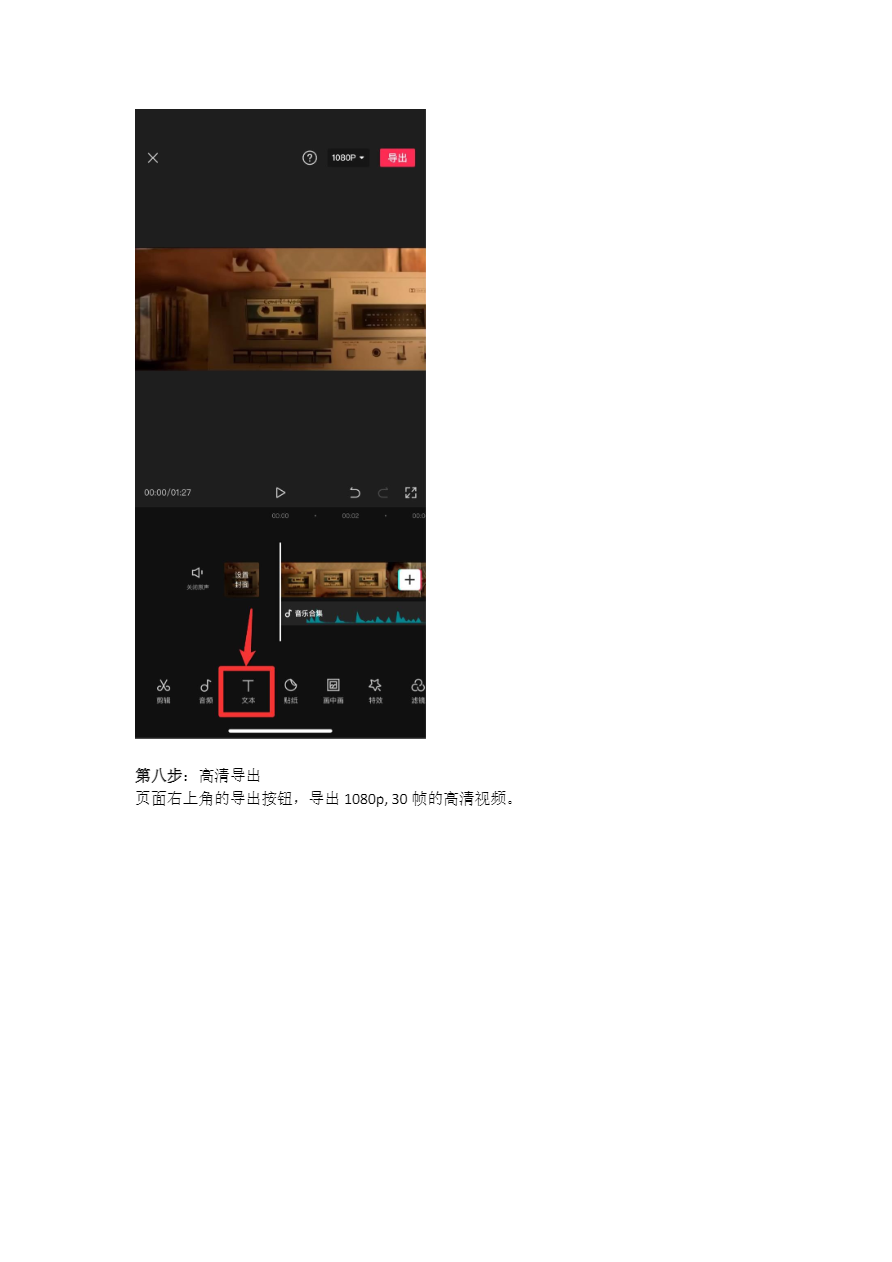 1080P
导出
00:00/01:27
00:00
00:02
关闭原声
设置
封面
音乐合集
剪辑
音频
文本
贴纸
画中画
特效
滤镜
第八步：高清导出
页面右上角的导出按钮，导出 1080p, 30 帧的高清视频。